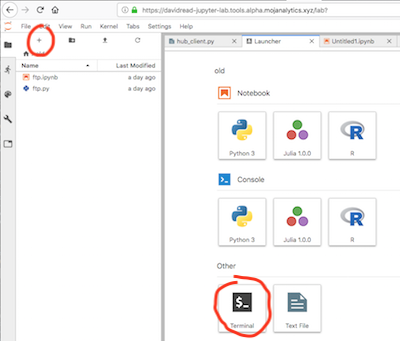 https://davidread-jupyter-lab.tools.alpha.mojanalytics.xyz/lab?
File Edit View Run Kernel Tabs Settings Help
+
hub_client.py Launcher Untitled1.ipynb
old
Name Last Modified
ftp.ipynb a day ago
ftp.py a day ago
Notebook
Python 3 Julia 1.0.0 R
Console
Python 3 Julia 1.0.0 R
Other
$_
Terminal Text File